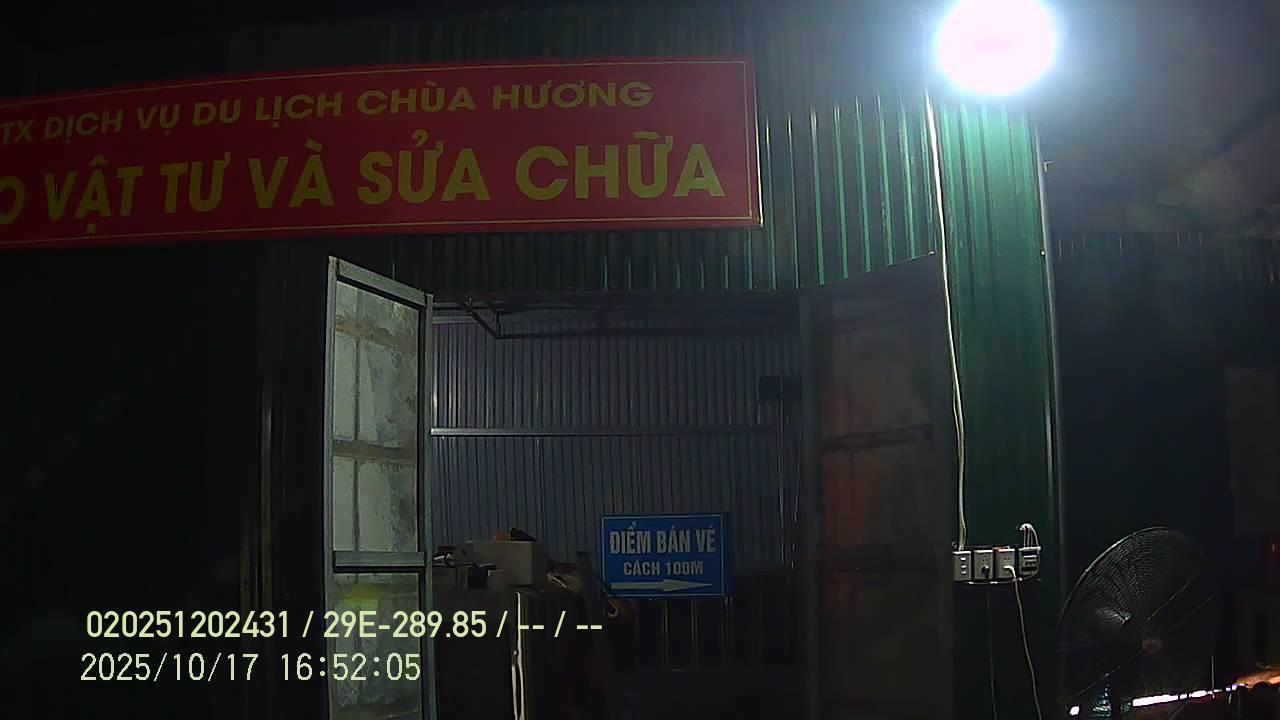 TX DỊCH VỤ DU LỊCH CHÙA HƯƠNG
VẬT TƯ VÀ SỬA CHỮA
ĐIỂM BÁN VÉ
CÁCH 100M
020251202431 / 29E-289.85 / -- / --
2025/10/17 16:52:05